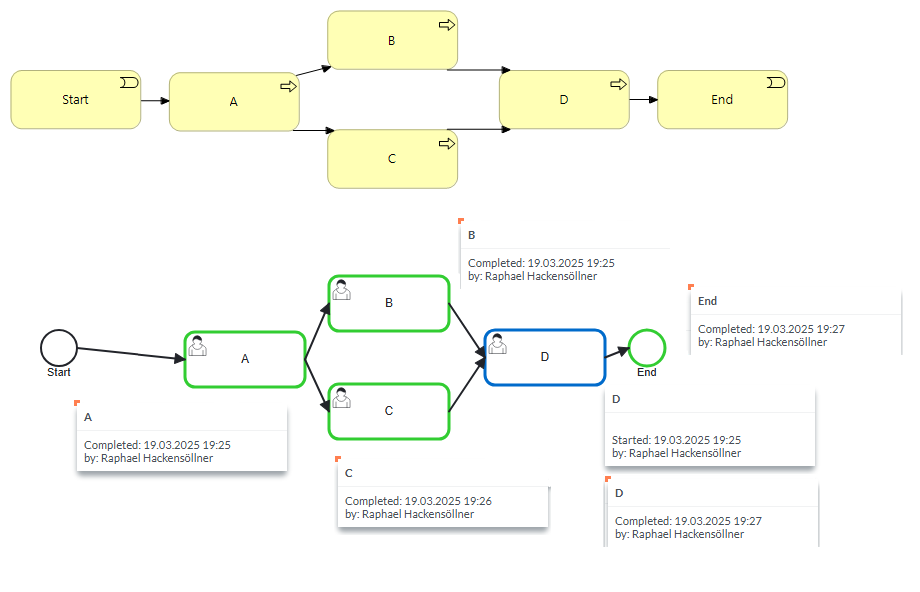 B
Start
A
D
End
C
B
Completed: 19.03.2025 19:25
by: Raphael Hackensöllner
End
Completed: 19.03.2025 19:27
by: Raphael Hackensöllner
B
A
D
Start
End
C
A
Completed: 19.03.2025 19:25
by: Raphael Hackensöllner
D
Started: 19.03.2025 19:25
by: Raphael Hackensöllner
C
Completed: 19.03.2025 19:26
by: Raphael Hackensöllner
D
Completed: 19.03.2025 19:27
by: Raphael Hackensöllner